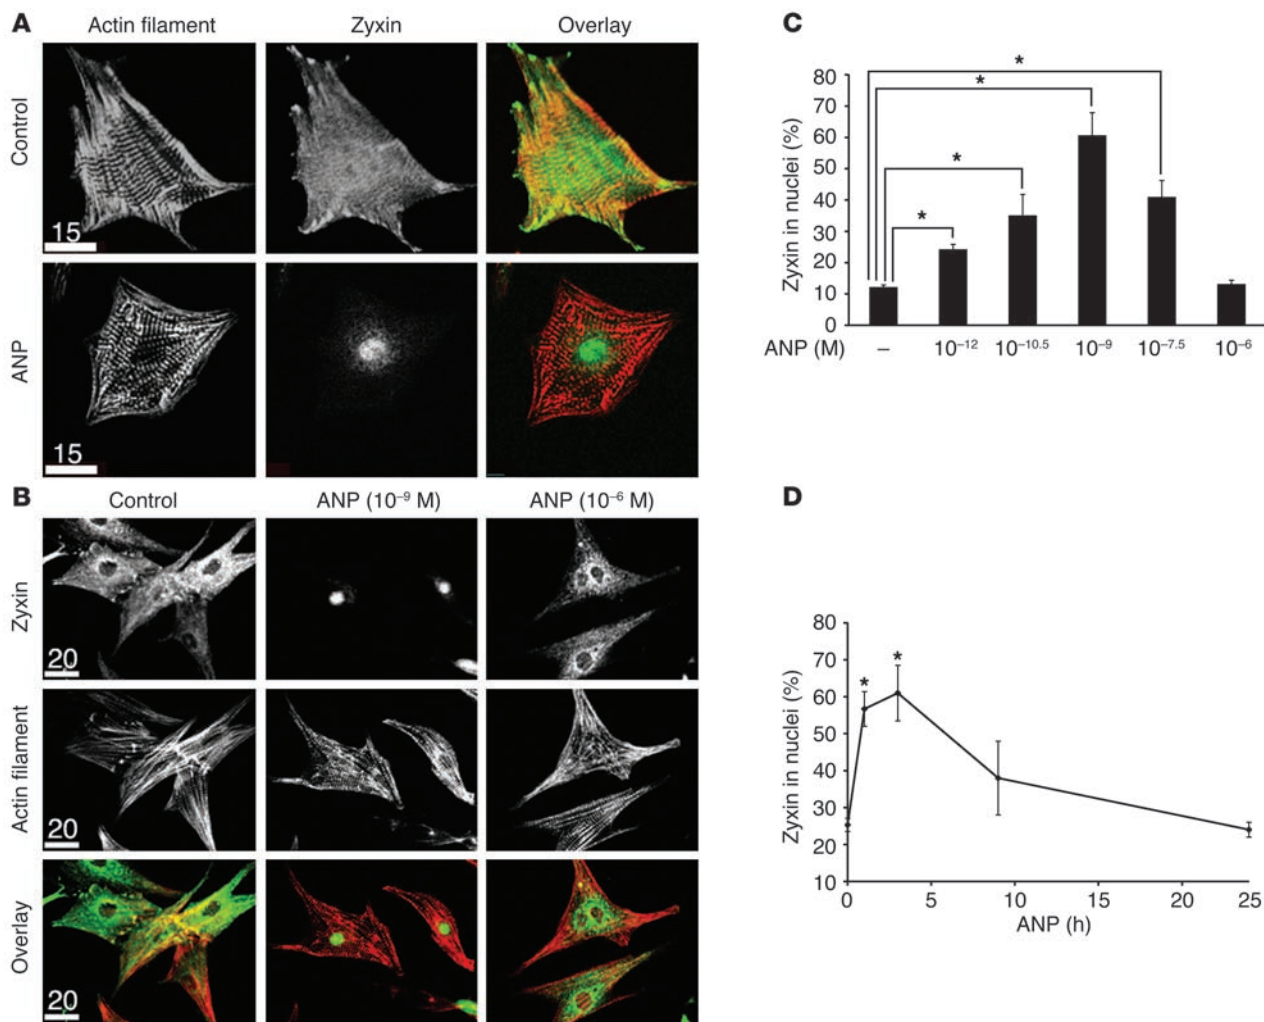 A
Actin filament Zyxin Overlay
Control
15
ANP
15
B
Control ANP (10⁻⁹ M) ANP (10⁻⁶ M)
Zyxin
20
Actin filament
20
Overlay
20
C
Zyxin in nuclei (%)
80
70
60
50
40
30
20
10
0
* * * *
ANP (M) – 10⁻¹² 10⁻¹⁰·⁵ 10⁻⁹ 10⁻⁷·⁵ 10⁻⁶
D
Zyxin in nuclei (%)
80
70
60
50
40
30
20
10
* *
0 5 10 15 20 25
ANP (h)